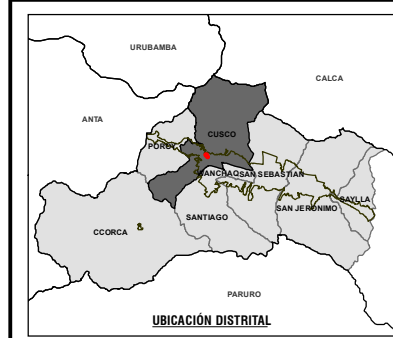 URUBAMBA
CALCA
ANTA
CUSCO
POROY
WANCHAQ
SAN SEBASTIAN
SAYLLA
SAN JERONIMO
SANTIAGO
CCORCA
PARURO
UBICACIÓN DISTRITAL